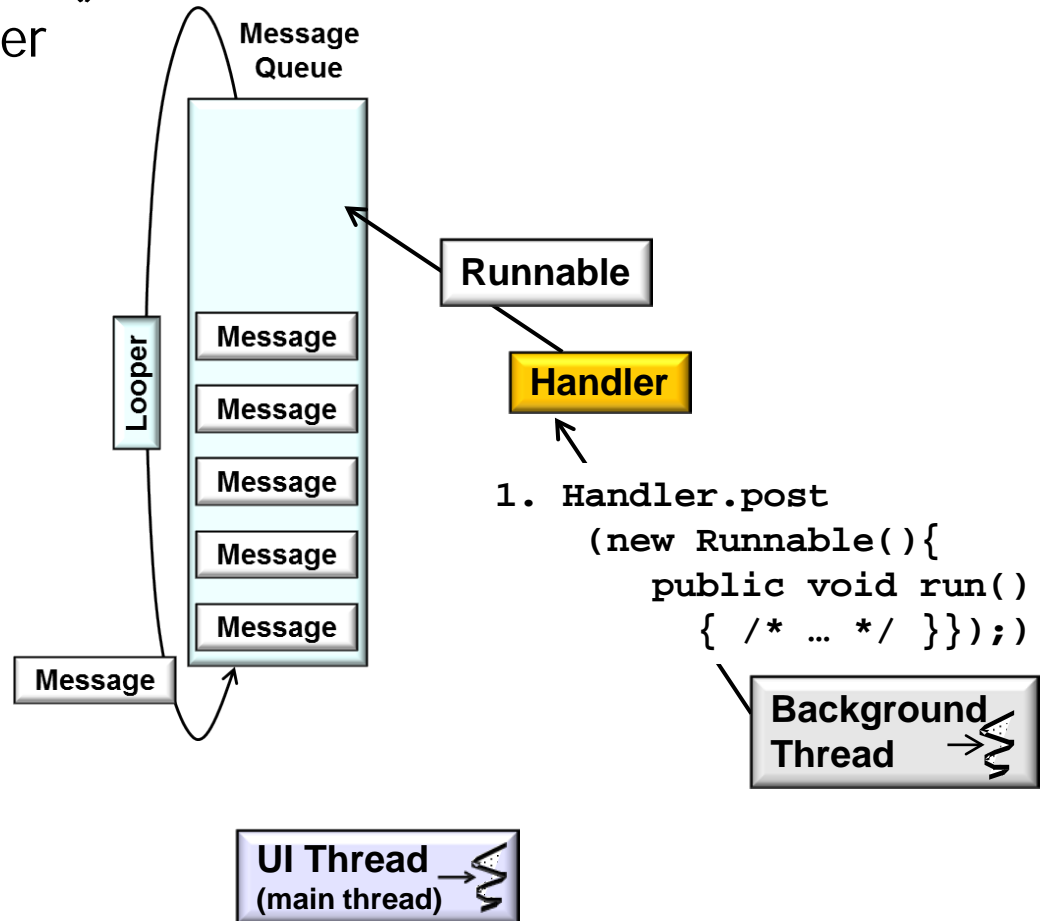 er
Message
Queue
Runnable
Looper
Message
Handler
Message
Message
1. Handler.post
(new Runnable(){
Message
public void run()
{ /* … */ }});)
Message
Message
Background
Thread
UI Thread
(main thread)